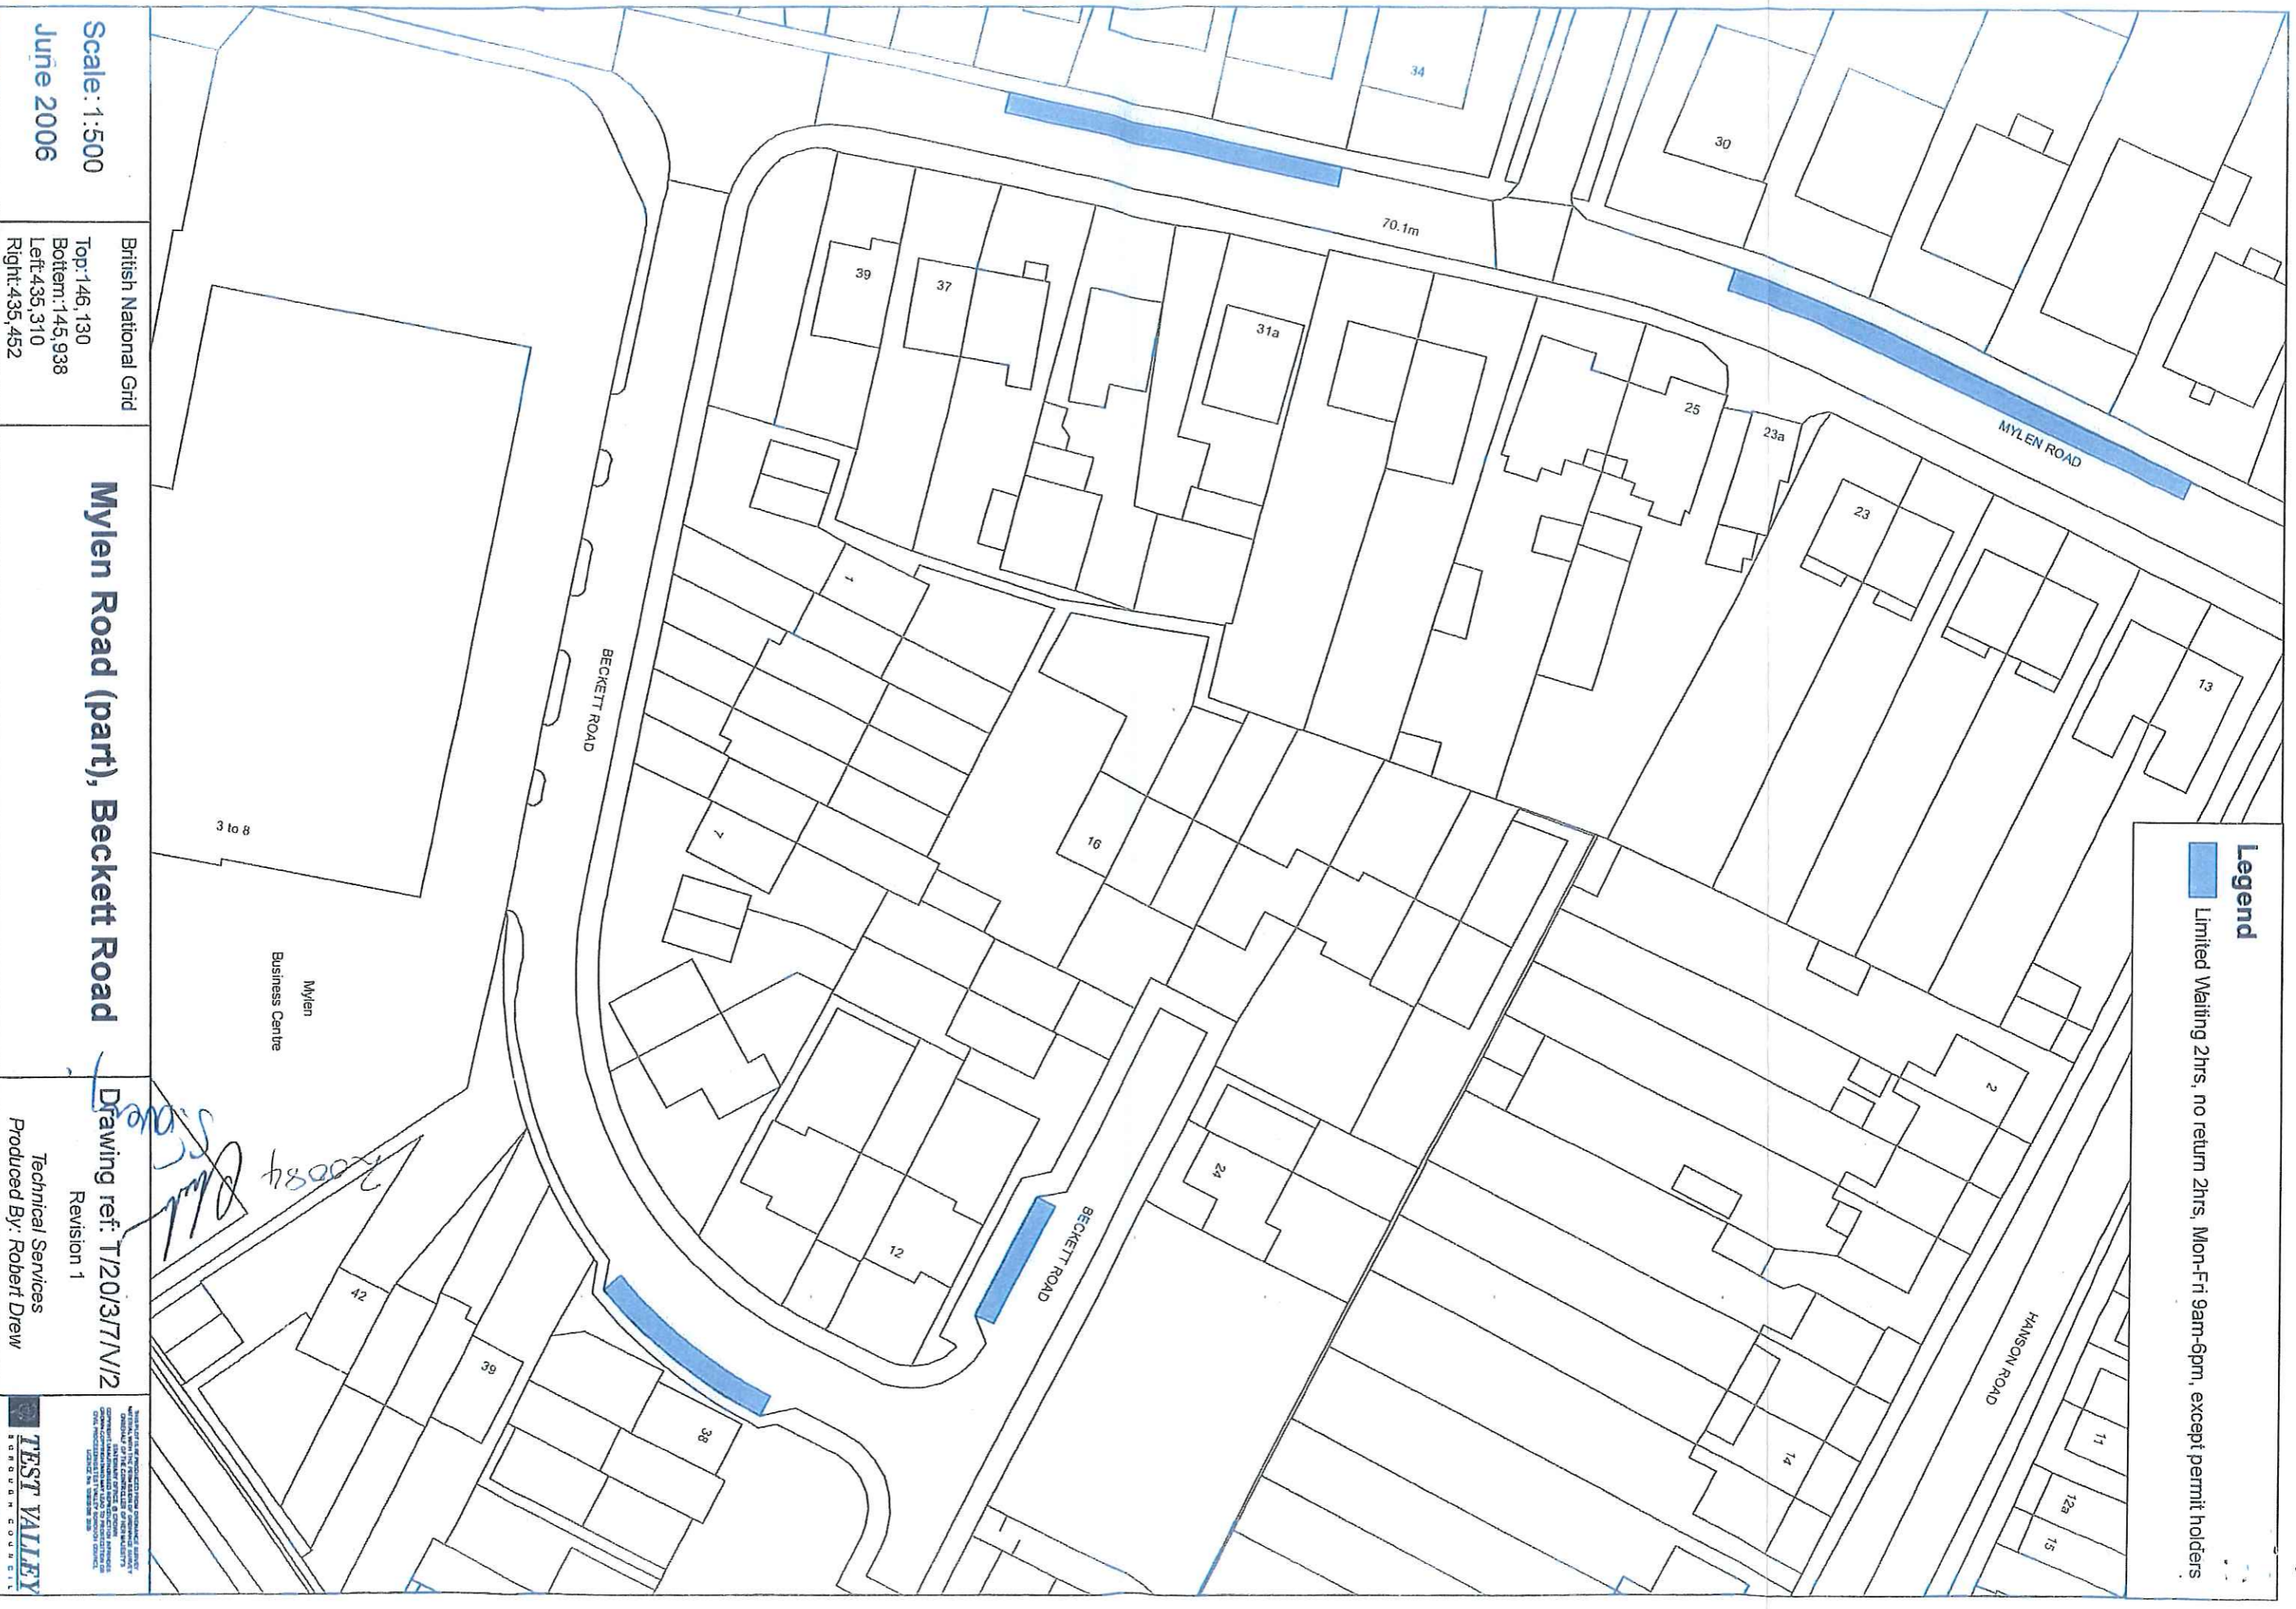 Legend
Limited Waiting 2hrs, no return 2hrs, Mon-Fri 9am-6pm, except permit holders
34
30
70.1m
MYLEN ROAD
39
37
31a
25
23a
23
13
1
BECKETT ROAD
7
16
3 to 8
Mylen
Business Centre
2
24
12
BECKETT ROAD
HANSON ROAD
42
39
38
14
11
12a
15
20084
Scale:1:500
June 2006
British National Grid
Top:146,130
Bottem:145,938
Left:435,310
Right:435,452
Mylen Road (part), Beckett Road
Drawing ref: T/20/3/7/V/2
Revision 1
Technical Services
Produced By: Robert Drew
TEST VALLEY
BOROUGH COUNCIL